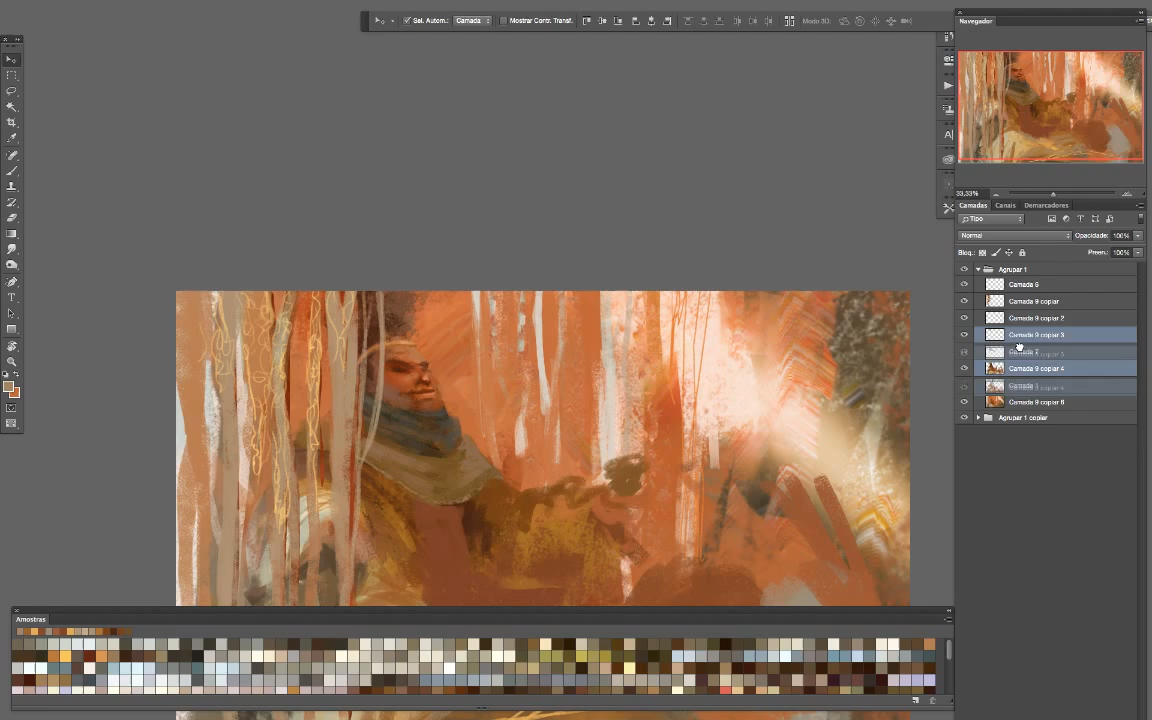 Sel. Autom.: Camada Mostrar Contr. Transf. Modo 3D:
Navegador
33,33%
Camadas Canais Demarcadores
Tipo
Normal Opacidade: 100%
Bloq.: Preen.: 100%
Agrupar 1
Camada 6
Camada 9 copiar
Camada 9 copiar 2
Camada 9 copiar 3
Camada 9 copiar 4
Camada 9 copiar 6
Agrupar 1 copiar
Amostras